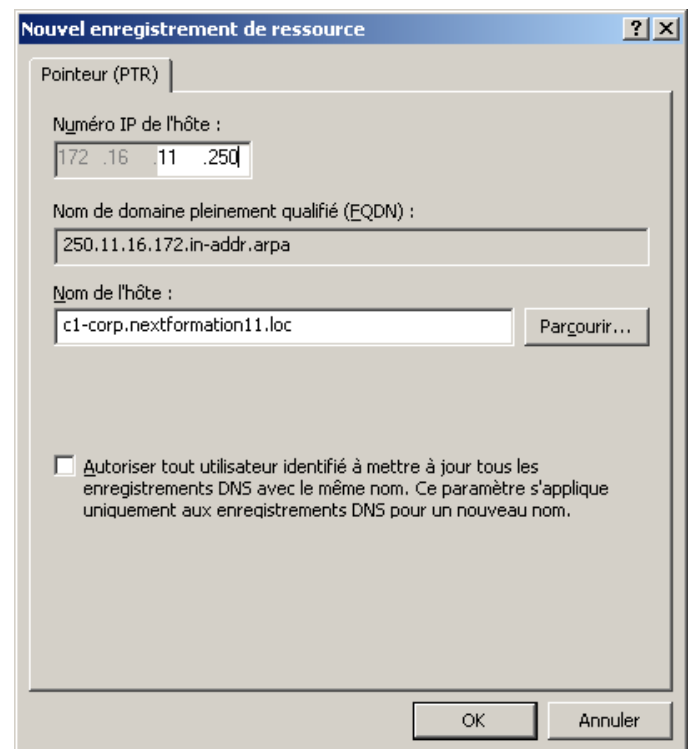 Nouvel enregistrement de ressource
Pointeur (PTR)
Numéro IP de l'hôte :
172 .16 .11 .250
Nom de domaine pleinement qualifié (FQDN) :
250.11.16.172.in-addr.arpa
Nom de l'hôte :
c1-corp.nextformation11.loc
Parcourir...
Autoriser tout utilisateur identifié à mettre à jour tous les
enregistrements DNS avec le même nom. Ce paramètre s'applique
uniquement aux enregistrements DNS pour un nouveau nom.
OK
Annuler